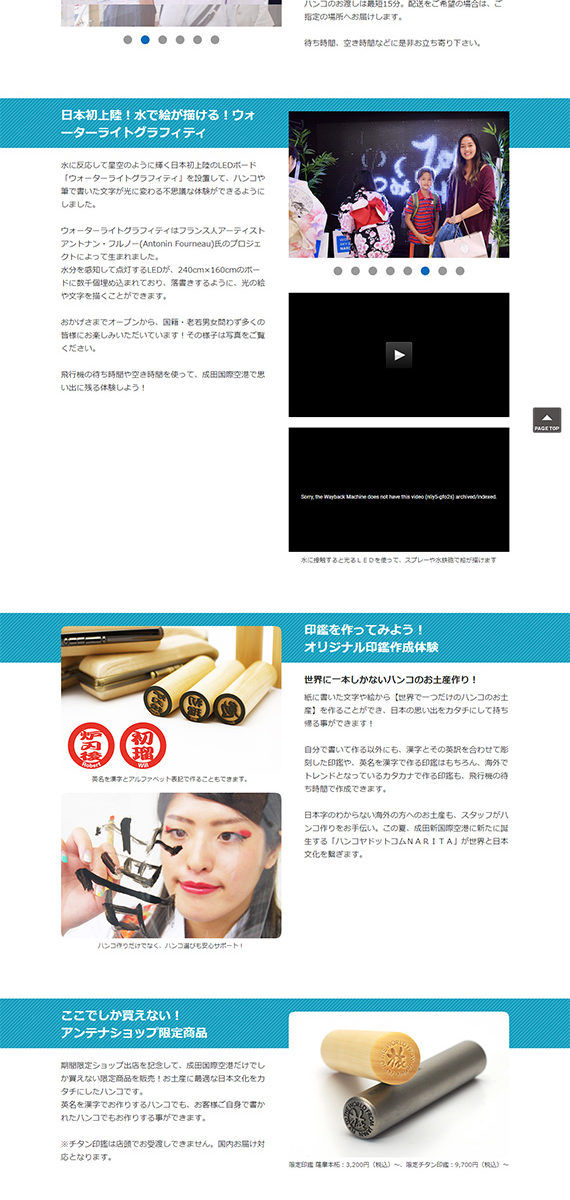 ハンコのお渡しは最短15分。配送をご希望の場合は、ご
指定の場所へお届けします。
待ち時間、空き時間などに是非お立ち寄り下さい。
日本初上陸！水で絵が描ける！ウォ
ーターライトグラフィティ
水に反応して星空のように輝く日本初上陸のLEDボード
「ウォーターライトグラフィティ」を設置して、ハンコや
筆で書いた文字が光に変わる不思議な体験ができるように
しました。
ウォーターライトグラフィティはフランス人アーティスト
アントナン・フルノー(Antonin Fourneau)氏のプロジェ
クトによって生まれました。
水分を感知して点灯するLEDが、240cm×160cmのボー
ドに数千個埋め込まれており、落書きするように、光の絵
や文字を描くことができます。
おかげさまでオープンから、国籍・老若男女問わず多くの
皆様にお楽しみいただいています！その様子は写真をご覧
ください。
飛行機の待ち時間や空き時間を使って、成田国際空港で思
い出に残る体験しよう！
PAGE TOP
Sorry, the Wayback Machine does not have this video (nIy5-gfo2s) archived/indexed.
水に接触すると光るＬＥＤを使って、スプレーや水鉄砲で絵が描けます
印鑑を作ってみよう！
オリジナル印鑑作成体験
Robert
初瑠
Will
英名を漢字とアルファベット表記で作ることもできます。
ハンコ作りだけでなく、ハンコ選びも安心サポート！
世界に一本しかないハンコのお土産作り！
紙に書いた文字や絵から【世界で一つだけのハンコのお土
産】を作ることができ、日本の思い出をカタチにして持ち
帰る事ができます！
自分で書いて作る以外にも、漢字とその英訳を合わせて彫
刻した印鑑や、英名を漢字で作る印鑑はもちろん、海外で
トレンドとなっているカタカナで作る印鑑も、飛行機の待
ち時間で作成できます。
日本字のわからない海外の方へのお土産も、スタッフがハ
ンコ作りをお手伝い。この夏、成田新国際空港に新たに誕
生する「ハンコヤドットコムＮＡＲＩＴＡ」が世界と日本
文化を繋ぎます。
ここでしか買えない！
アンテナショップ限定商品
期間限定ショップ出店を記念して、成田国際空港だけでし
か買えない限定商品を販売！お土産に最適な日本文化をカ
タチにしたハンコです。
英名を漢字でお作りするハンコでも、お客様ご自身で書か
れたハンコでもお作りする事ができます。
※チタン印鑑は店頭でお受渡しできません。国内お届け対
応となります。
限定印鑑 薩摩本柘：3,200円（税込）～、限定チタン印鑑：9,700円（税込）～